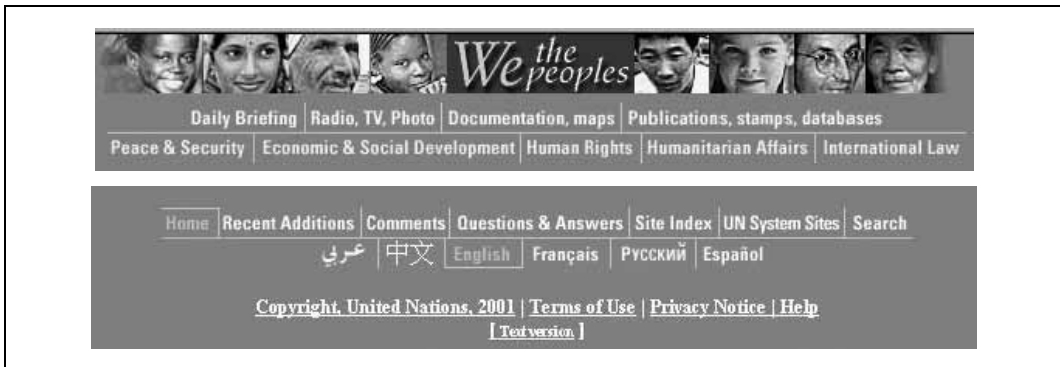 We the peoples
Daily Briefing | Radio, TV, Photo | Documentation, maps | Publications, stamps, databases
Peace & Security | Economic & Social Development | Human Rights | Humanitarian Affairs | International Law
Home | Recent Additions | Comments | Questions & Answers | Site Index | UN System Sites | Search
عربي | 中文 | English | Français | Русский | Español
Copyright, United Nations, 2001 | Terms of Use | Privacy Notice | Help
[ Text version ]